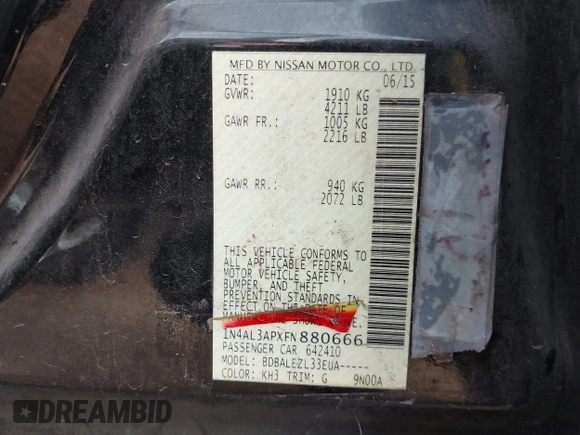 MFD BY NISSAN MOTOR CO., LTD.
DATE: 06/15
GVWR: 1910 KG
4211 LB
GAWR FR.: 1005 KG
2216 LB
GAWR RR.: 940 KG
2072 LB
THIS VEHICLE CONFORMS TO
ALL APPLICABLE FEDERAL
MOTOR VEHICLE SAFETY,
BUMPER, AND THEFT
PREVENTION STANDARDS IN
EFFECT ON THE DATE OF
1N4AL3APXFN880666
PASSENGER CAR 642410
MODEL: BDBALEZL33EUA-----
COLOR: KH3 TRIM: G 9N00A
DREAMBID